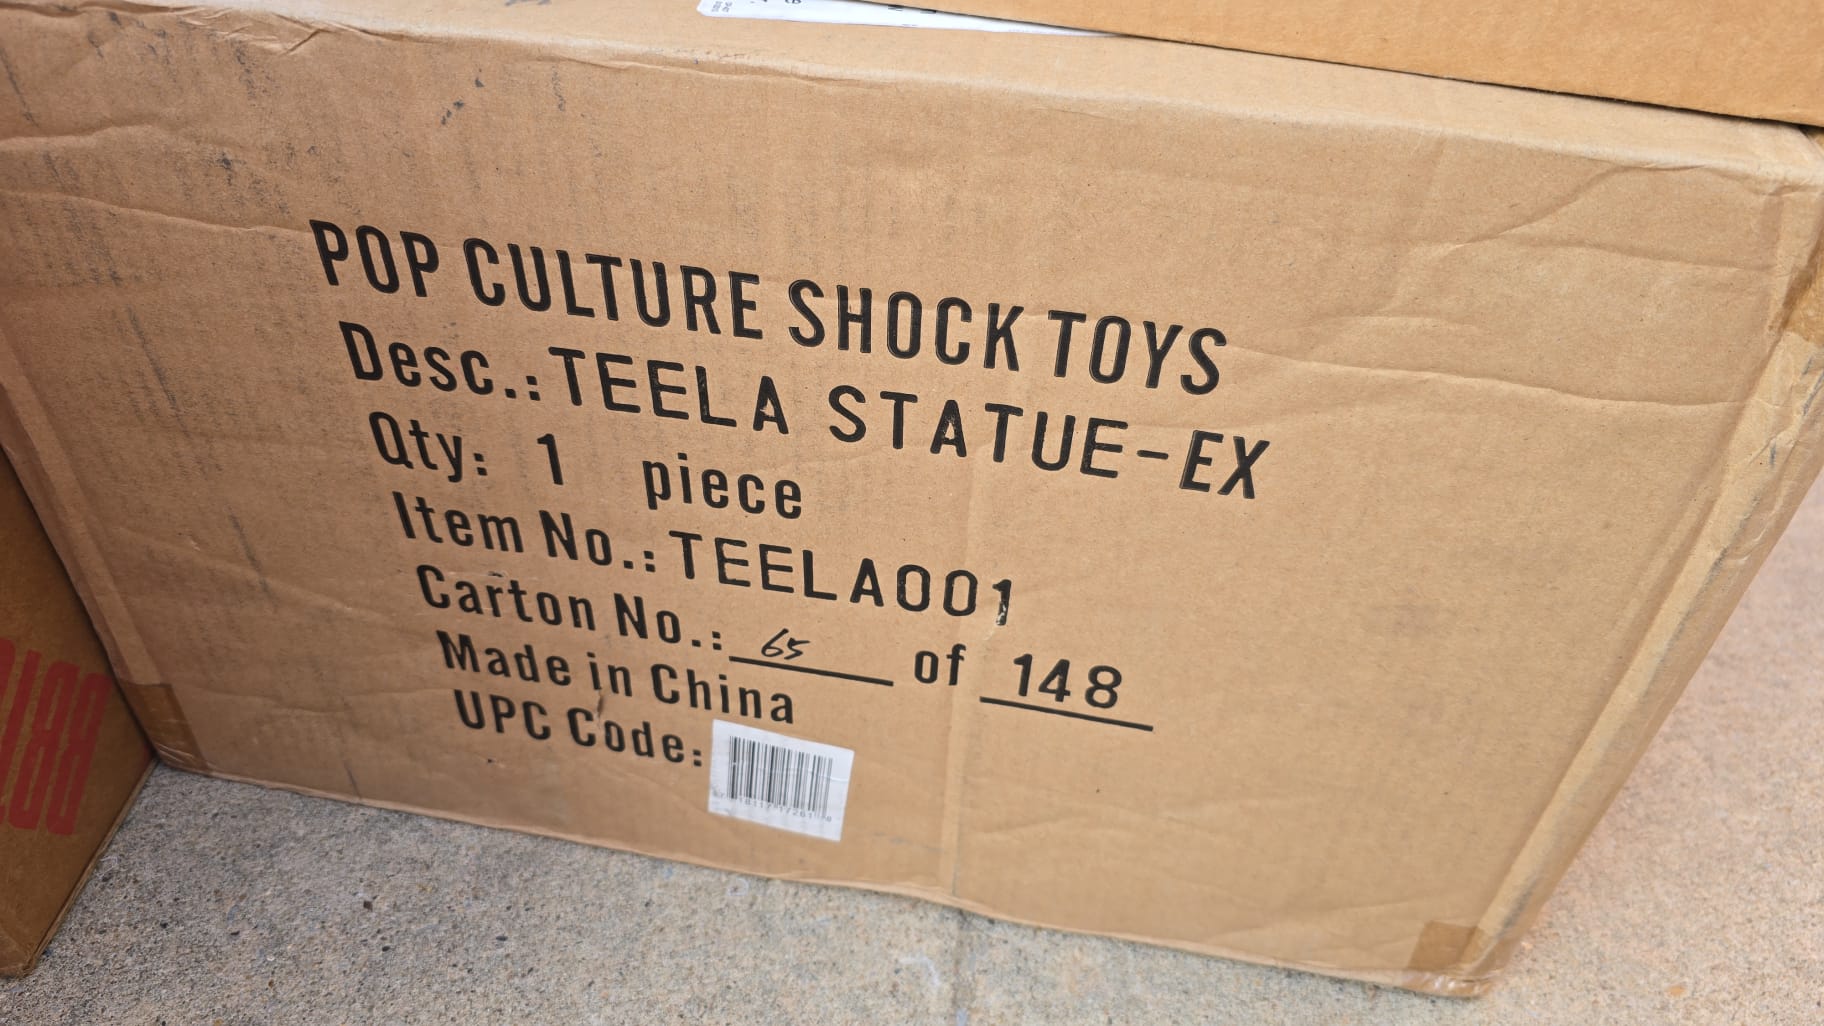 POP CULTURE SHOCK TOYS
Desc.: TEELA STATUE-EX
Qty: 1 piece
Item No.: TEELA001
Carton No.: 65 of 148
Made in China
UPC Code: